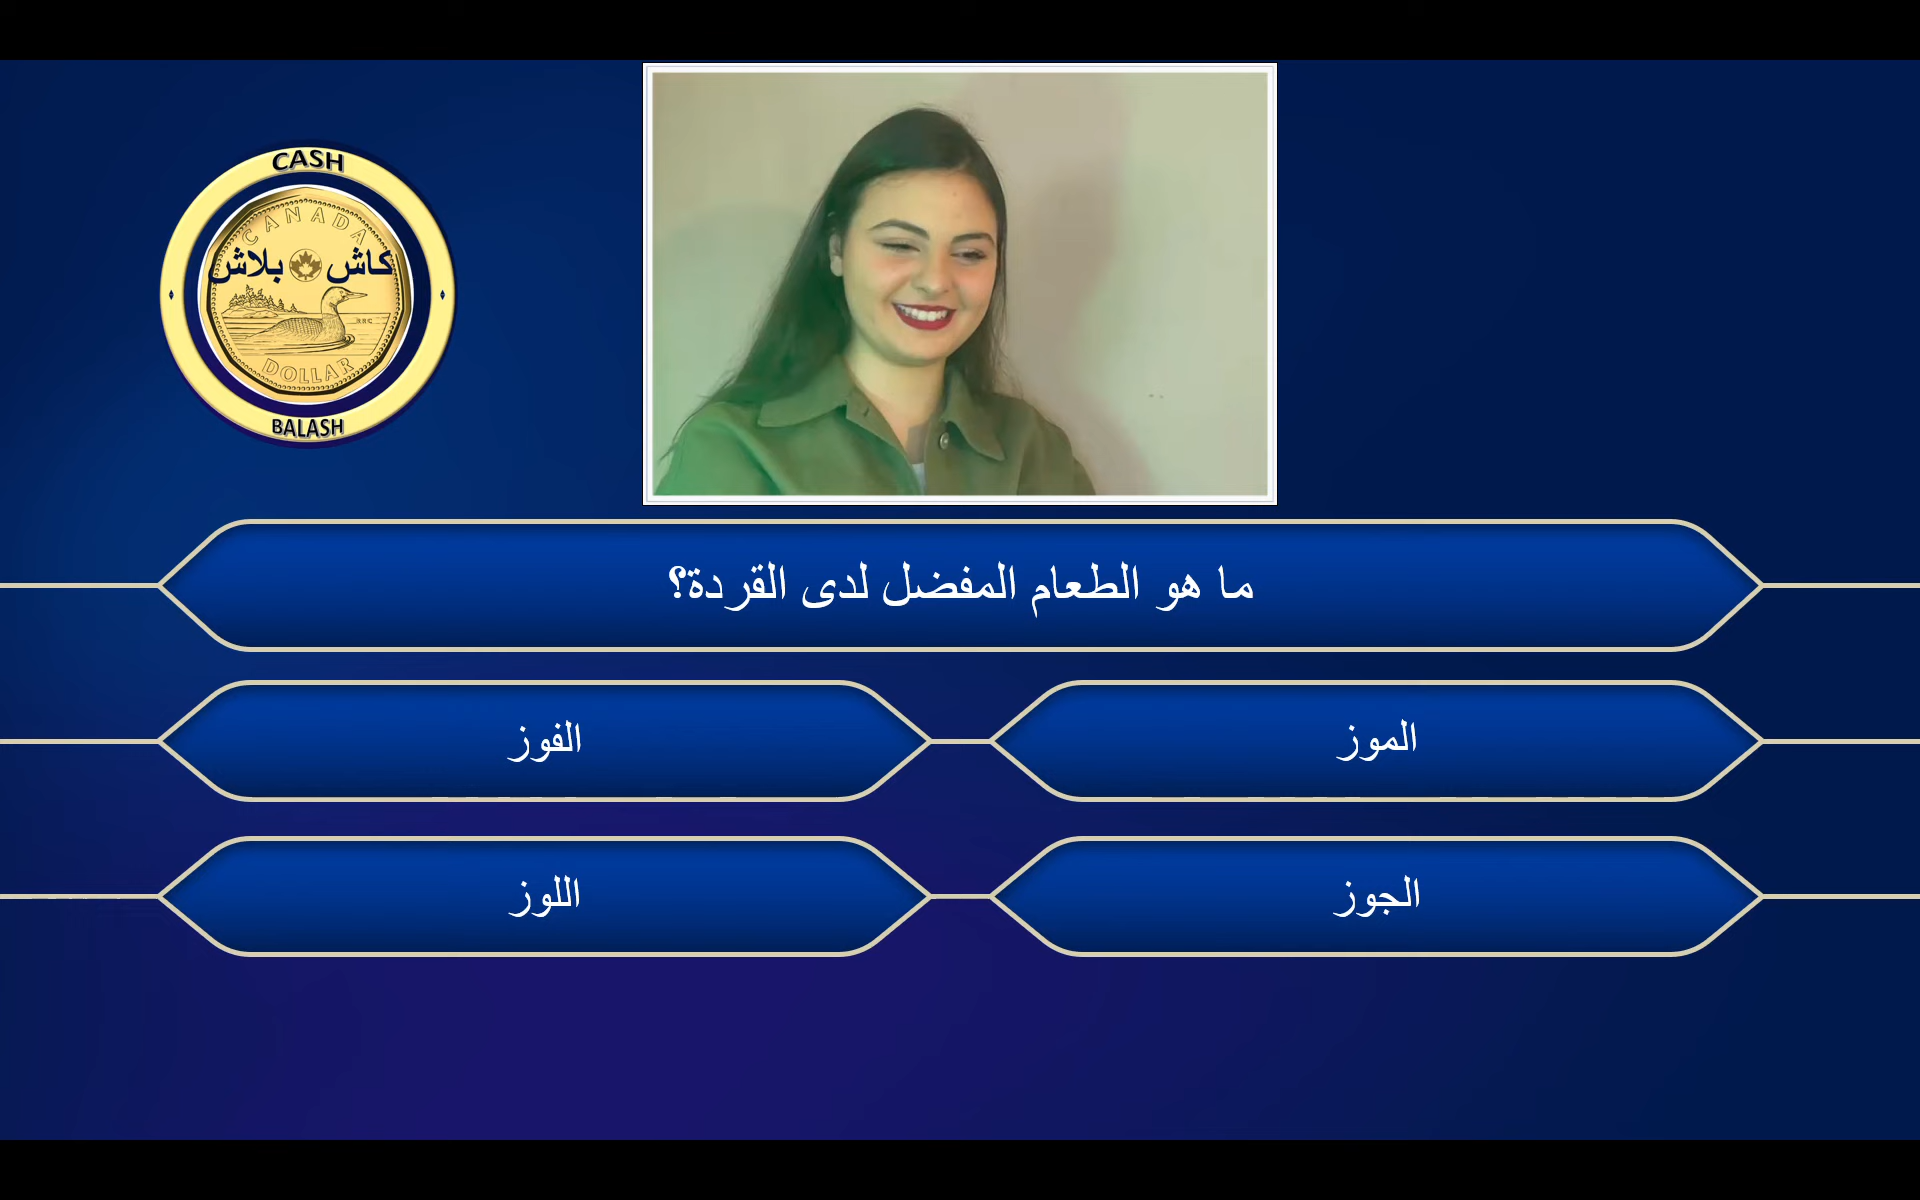 CASH
CANADA
كاش بلاش
DOLLAR
BALASH
ما هو الطعام المفضل لدى القردة؟
الموز
الفوز
الجوز
اللوز